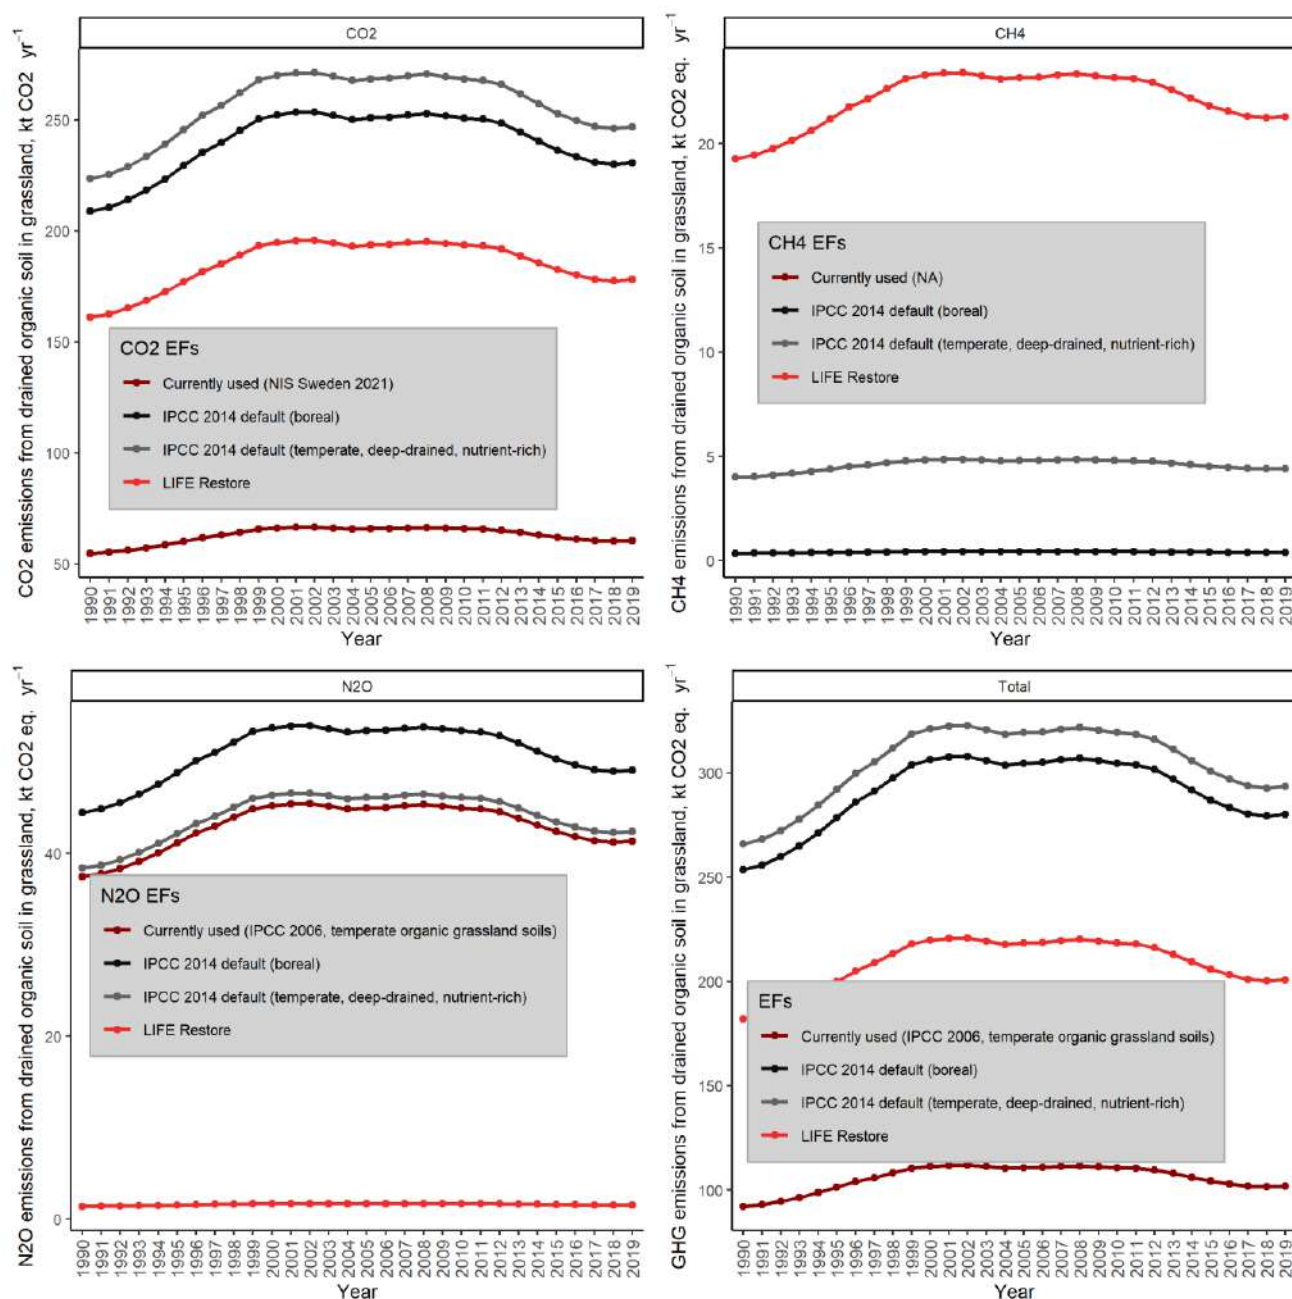 CO2
CO2 emissions from drained organic soil in grassland, kt CO2 yr−1
250
200
150
100
50
CO2 EFs
Currently used (NIS Sweden 2021)
IPCC 2014 default (boreal)
IPCC 2014 default (temperate, deep-drained, nutrient-rich)
LIFE Restore
1990 1991 1992 1993 1994 1995 1996 1997 1998 1999 2000 2001 2002 2003 2004 2005 2006 2007 2008 2009 2010 2011 2012 2013 2014 2015 2016 2017 2018 2019
Year
CH4
CH4 emissions from drained organic soil in grassland, kt CO2 eq. yr−1
20
15
10
5
0
CH4 EFs
Currently used (NA)
IPCC 2014 default (boreal)
IPCC 2014 default (temperate, deep-drained, nutrient-rich)
LIFE Restore
1990 1991 1992 1993 1994 1995 1996 1997 1998 1999 2000 2001 2002 2003 2004 2005 2006 2007 2008 2009 2010 2011 2012 2013 2014 2015 2016 2017 2018 2019
Year
N2O
N2O emissions from drained organic soil in grassland, kt CO2 eq. yr−1
40
20
0
N2O EFs
Currently used (IPCC 2006, temperate organic grassland soils)
IPCC 2014 default (boreal)
IPCC 2014 default (temperate, deep-drained, nutrient-rich)
LIFE Restore
1990 1991 1992 1993 1994 1995 1996 1997 1998 1999 2000 2001 2002 2003 2004 2005 2006 2007 2008 2009 2010 2011 2012 2013 2014 2015 2016 2017 2018 2019
Year
Total
GHG emissions from drained organic soil in grassland, kt CO2 eq. yr−1
300
250
200
150
100
EFs
Currently used (IPCC 2006, temperate organic grassland soils)
IPCC 2014 default (boreal)
IPCC 2014 default (temperate, deep-drained, nutrient-rich)
LIFE Restore
1990 1991 1992 1993 1994 1995 1996 1997 1998 1999 2000 2001 2002 2003 2004 2005 2006 2007 2008 2009 2010 2011 2012 2013 2014 2015 2016 2017 2018 2019
Year